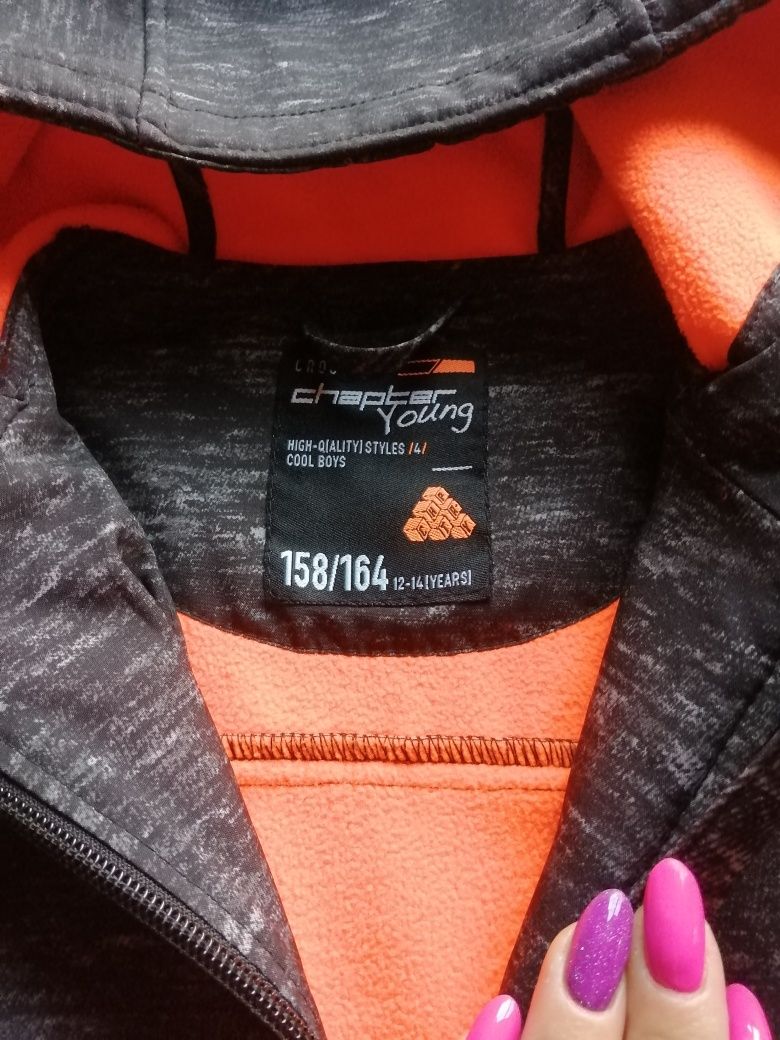 chapter
Young
HIGH-Q[ALITY] STYLES /4/
COOL BOYS
158/164 12-14[YEARS]